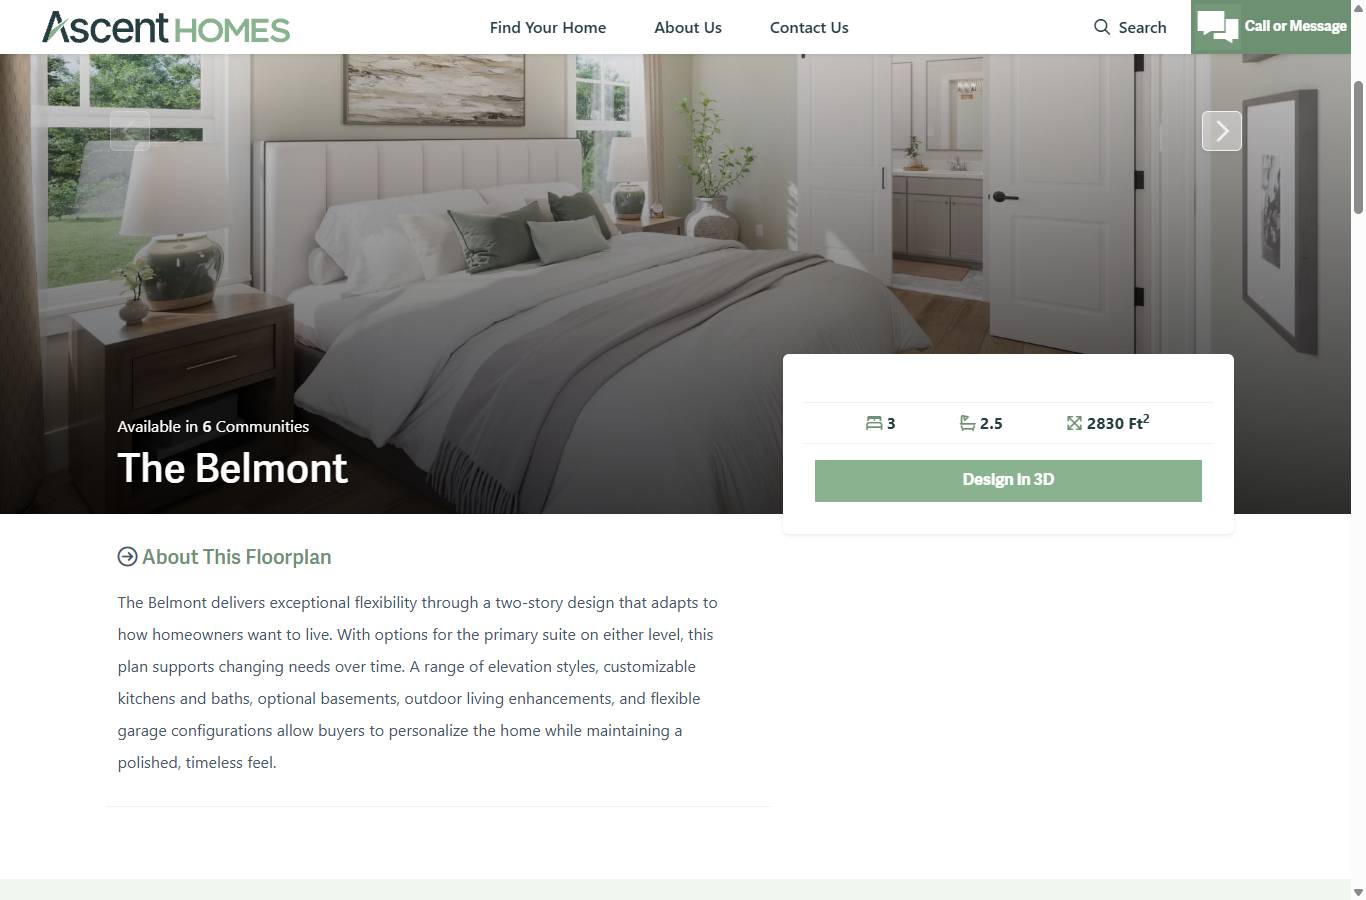 Ascent HOMES
Find Your Home
About Us
Contact Us
Search
Call or Message
Available in 6 Communities
The Belmont
3
2.5
2830 Ft²
Design in 3D
About This Floorplan
The Belmont delivers exceptional flexibility through a two-story design that adapts to
how homeowners want to live. With options for the primary suite on either level, this
plan supports changing needs over time. A range of elevation styles, customizable
kitchens and baths, optional basements, outdoor living enhancements, and flexible
garage configurations allow buyers to personalize the home while maintaining a
polished, timeless feel.